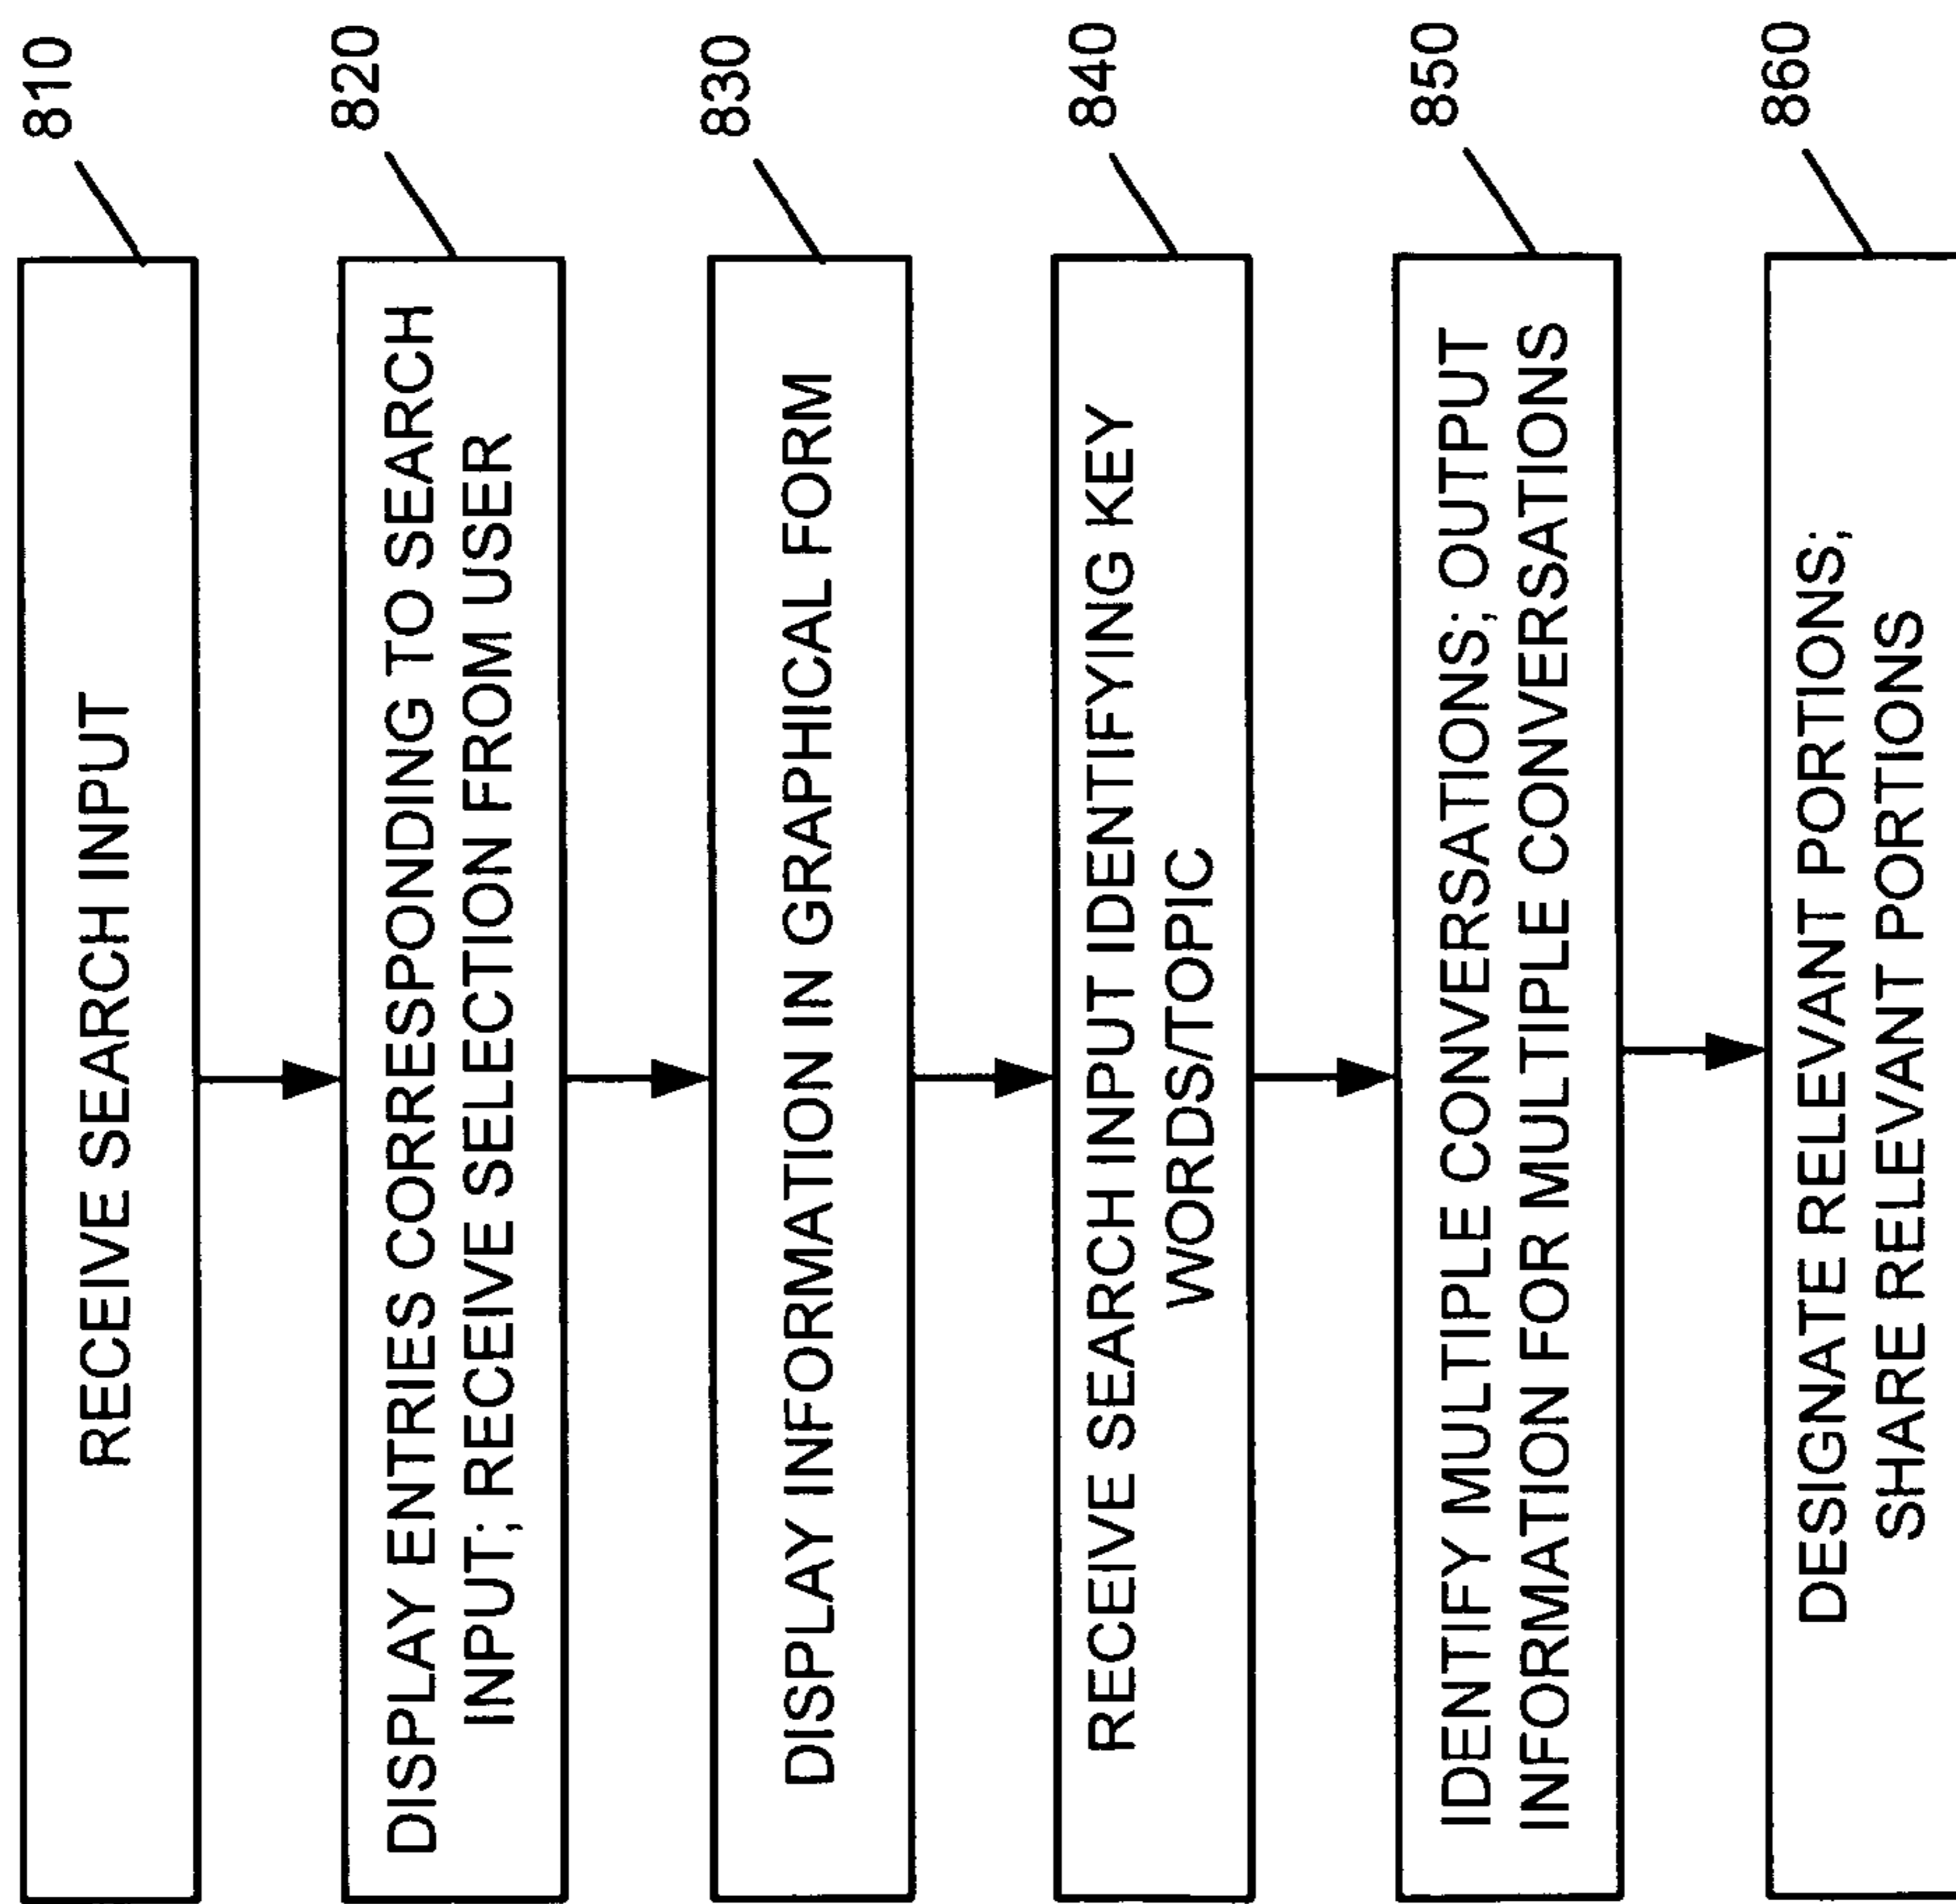 810
RECEIVE SEARCH INPUT
820
DISPLAY ENTRIES CORRESPONDING TO SEARCH
INPUT; RECEIVE SELECTION FROM USER
830
DISPLAY INFORMATION IN GRAPHICAL FORM
840
RECEIVE SEARCH INPUT IDENTIFYING KEY
WORDS/TOPIC
850
IDENTIFY MULTIPLE CONVERSATIONS; OUTPUT
INFORMATION FOR MULTIPLE CONVERSATIONS
860
DESIGNATE RELEVANT PORTIONS;
SHARE RELEVANT PORTIONS